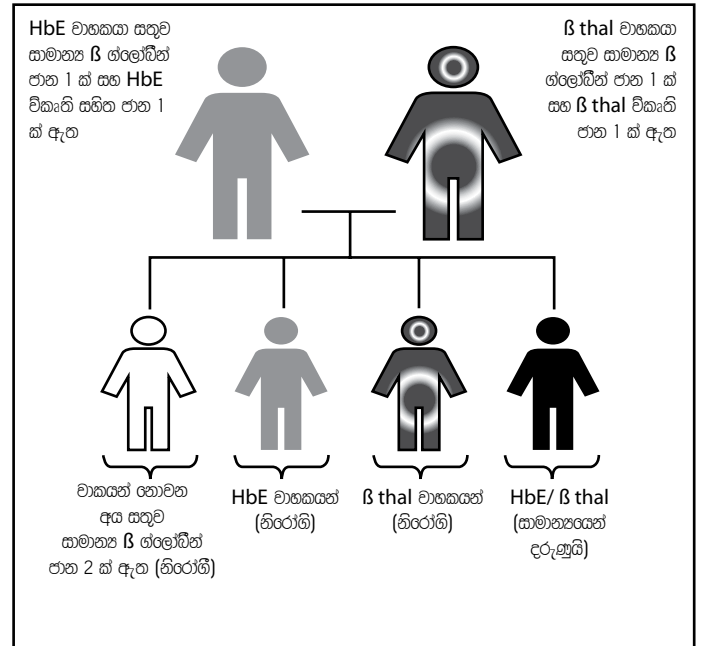 HbE වාහකයා සතුව
සාමාන්‍ය ß ග්ලෝබීන්
ජාන 1 ක් සහ HbE
විකෘති සහිත ජාන 1
ක් ඇත
ß thal වාහකයා
සතුව සාමාන්‍ය ß
ග්ලෝබීන් ජාන 1 ක්
සහ ß thal විකෘති
ජාන 1 ක් ඇත
වාකයන් නොවන
අය සතුව
සාමාන්‍ය ß ග්ලෝබීන්
ජාන 2 ක් ඇත (නිරෝගී)
HbE වාහකයන්
(නිරෝගි)
ß thal වාහකයන්
(නිරෝගි)
HbE/ ß thal
(සාමාන්‍යයෙන්
දරුණුයි)